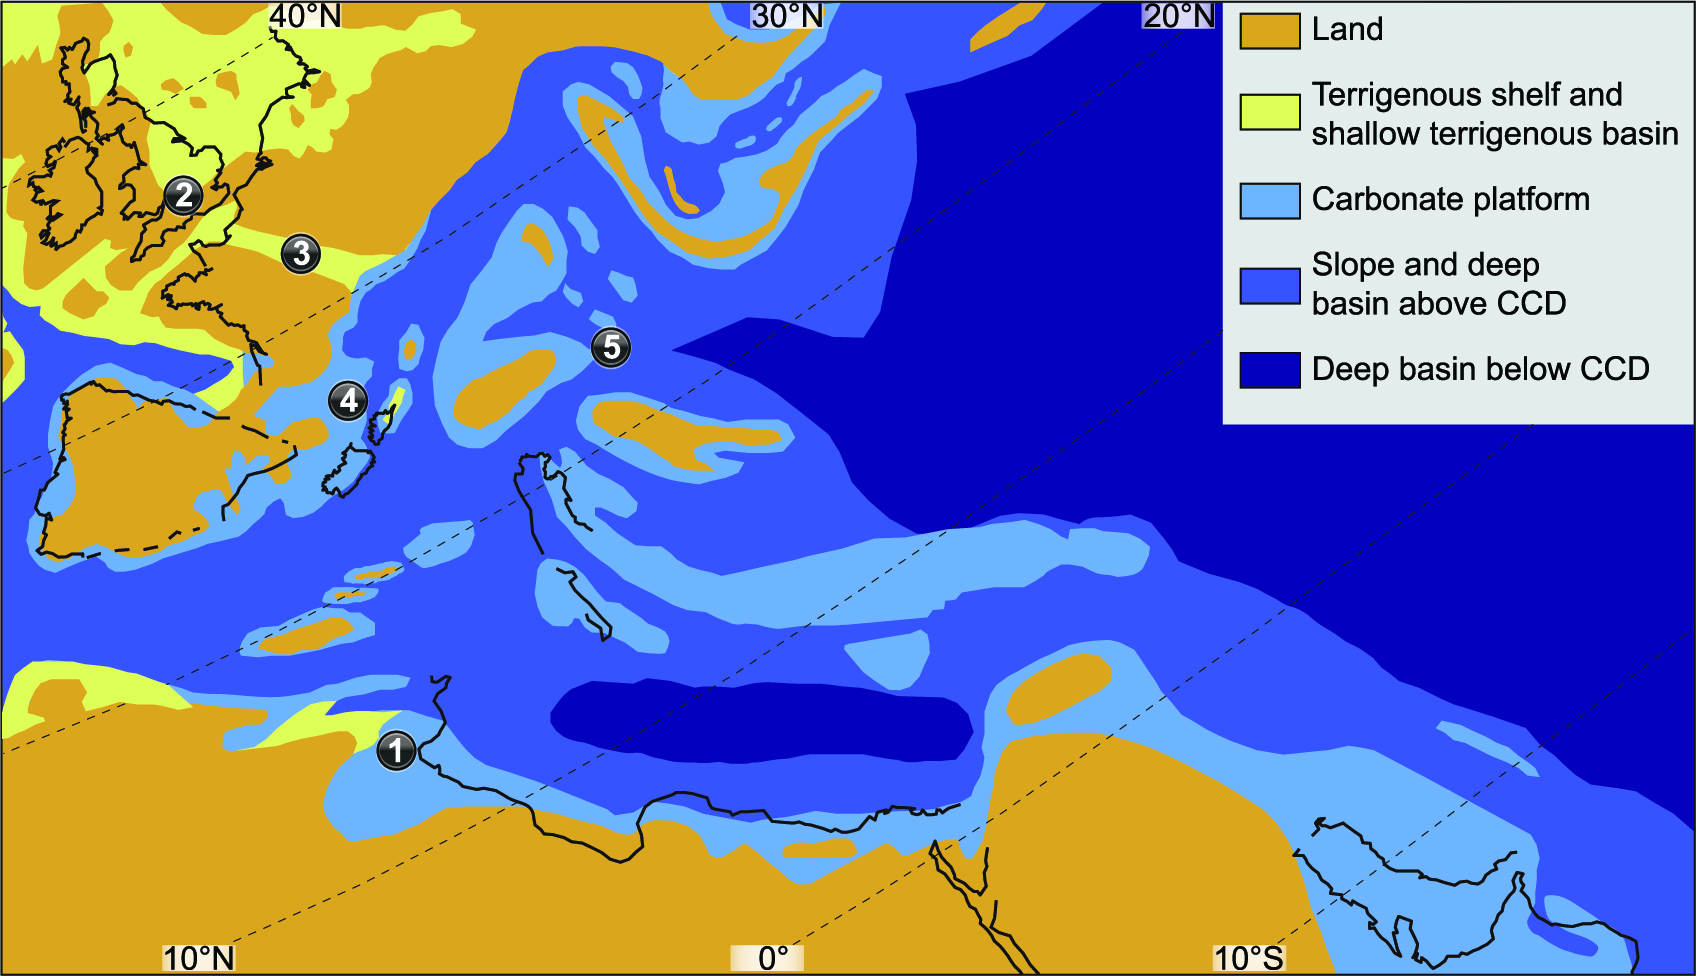 40°N
30°N
20°N
Land
Terrigenous shelf and
shallow terrigenous basin
Carbonate platform
Slope and deep
basin above CCD
Deep basin below CCD
2
3
5
4
1
10°N
0°
10°S